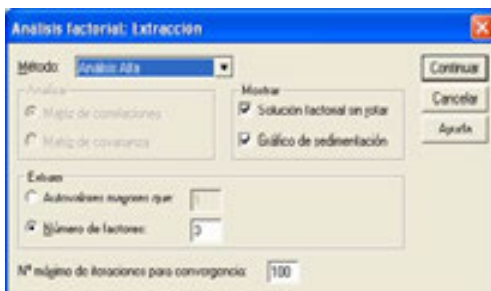 Análisis factorial: Extracción
Método: Análisis Alfa
Continuar
Cancelar
Ayuda
Analizar
Matriz de correlaciones
Matriz de covarianza
Mostrar
Solución factorial sin rotar
Gráfico de sedimentación
Extraer
Autovalores mayores que: 1
Número de factores: 3
Nº máximo de iteraciones para convergencia: 100